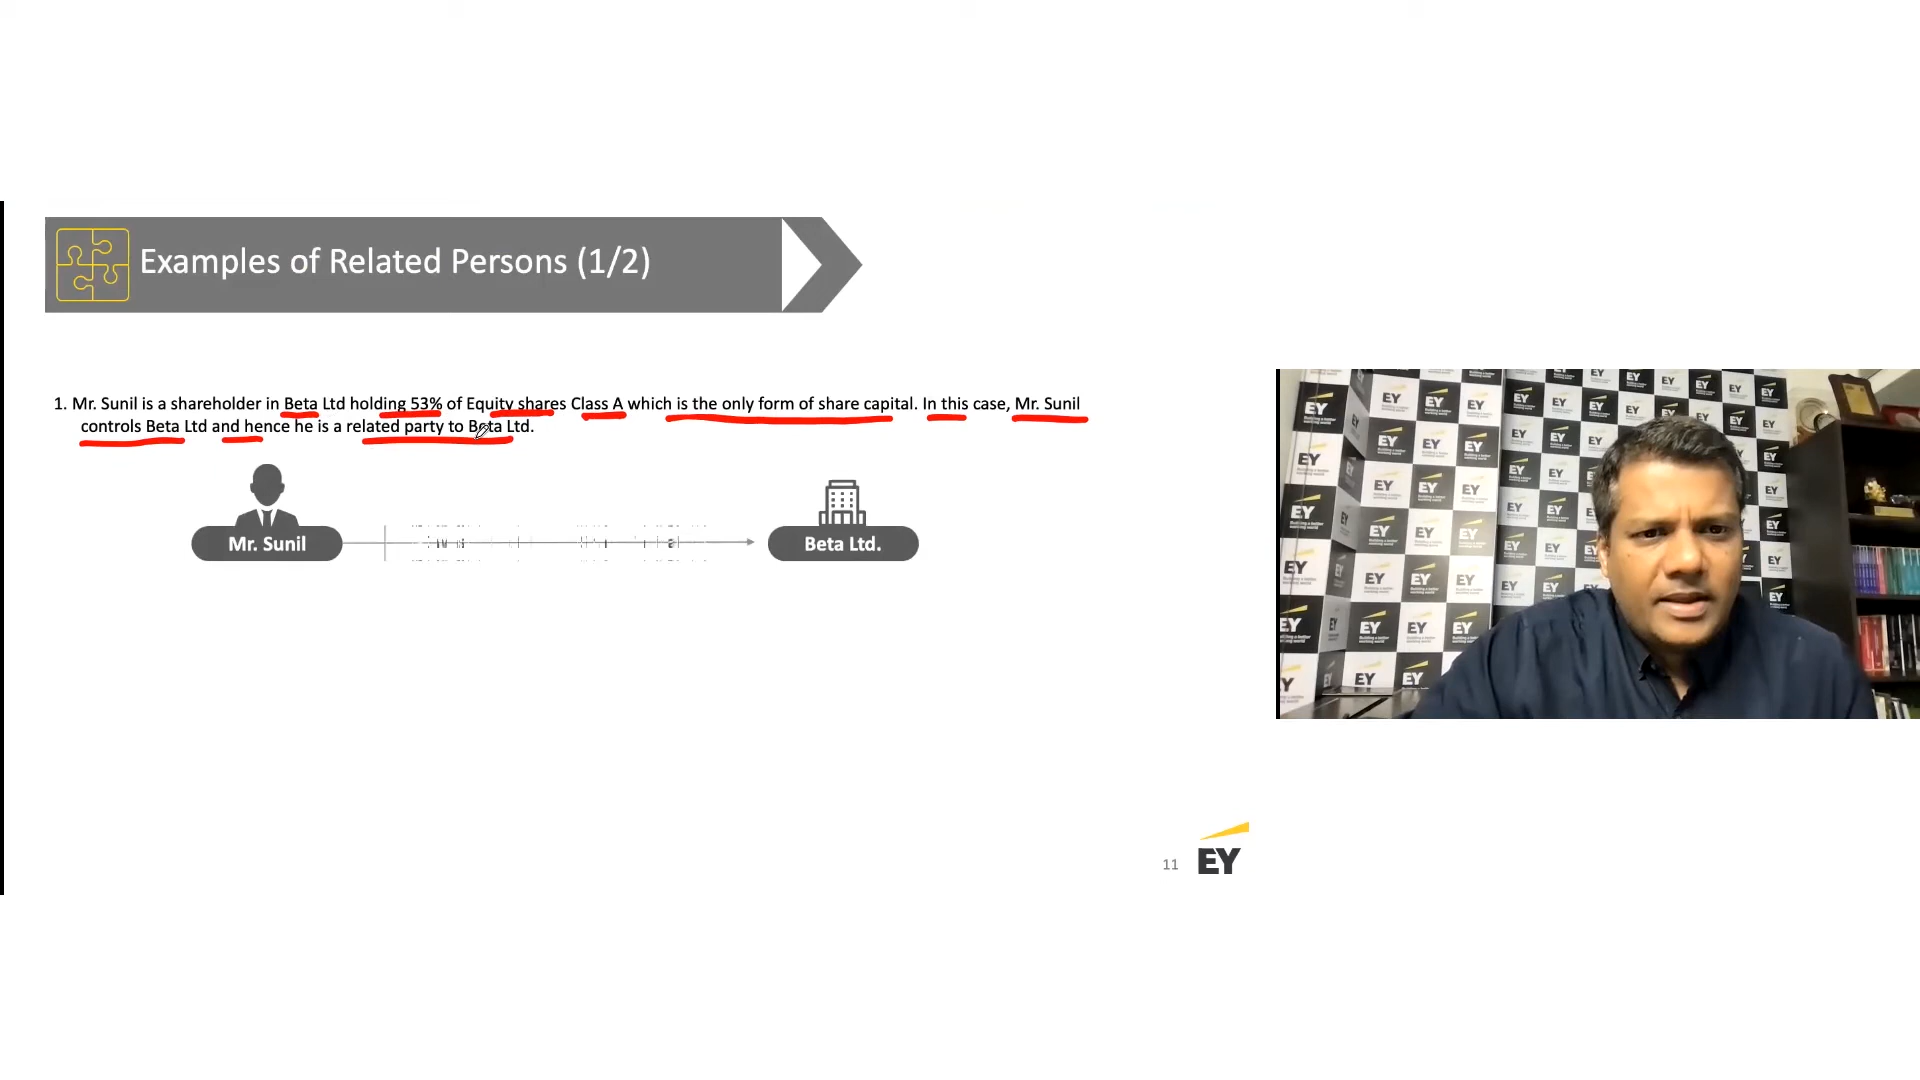 Examples of Related Persons (1/2)
1. Mr. Sunil is a shareholder in Beta Ltd holding 53% of Equity shares Class A which is the only form of share capital. In this case, Mr. Sunil
controls Beta Ltd and hence he is a related party to Beta Ltd.
Mr. Sunil
Beta Ltd.
11
EY